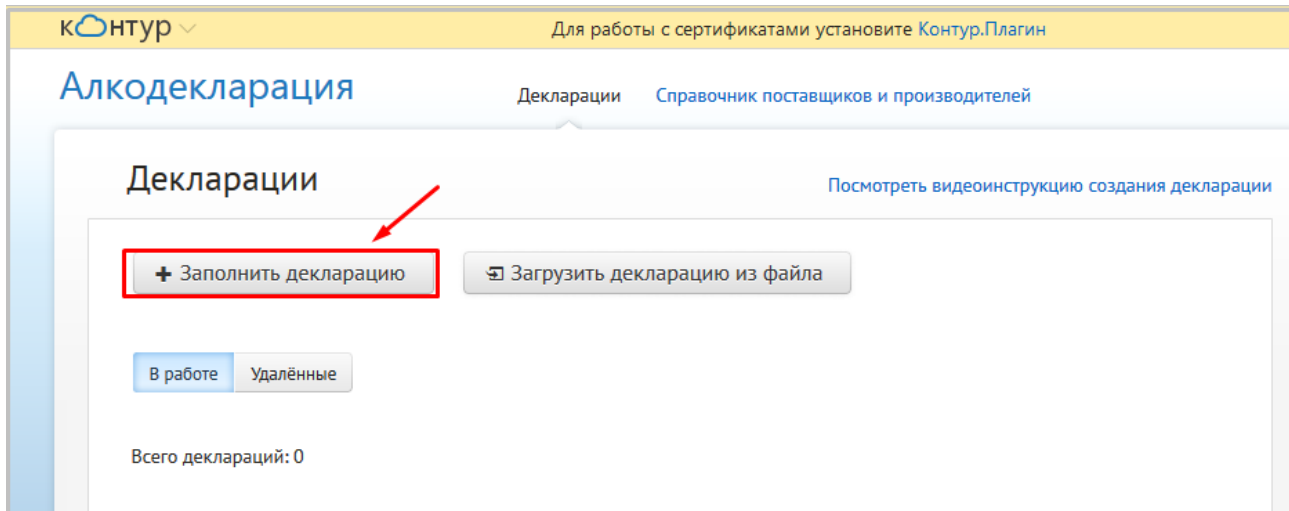 контур
Для работы с сертификатами установите Контур.Плагин
Алкодекларация
Декларации
Справочник поставщиков и производителей
Декларации
Посмотреть видеоинструкцию создания декларации
Заполнить декларацию
Загрузить декларацию из файла
В работе
Удалённые
Всего деклараций: 0